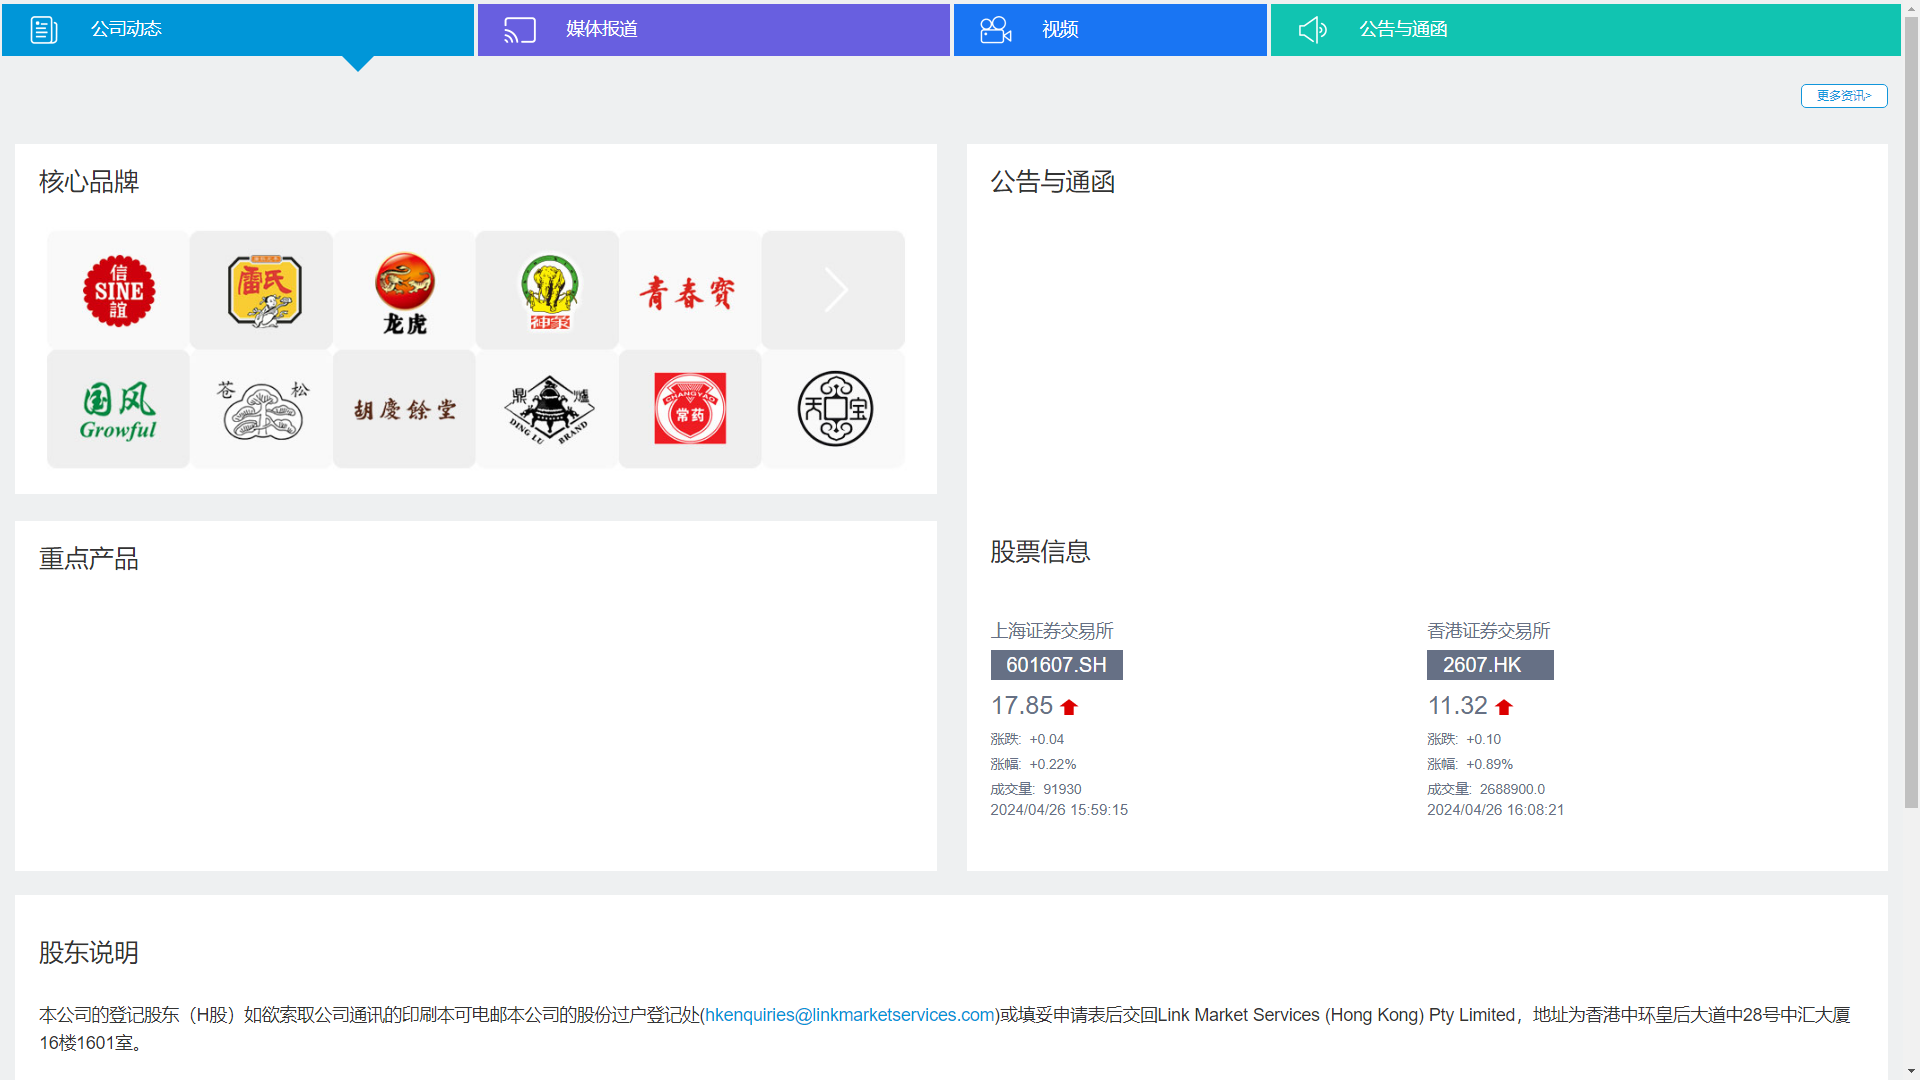 公司动态
媒体报道
视频
公告与通函
更多资讯>
核心品牌
信
SINE
誼
雷氏
龙虎
神象
青春寳
国风
Growful
苍松
胡慶餘堂
鼎爐
DING LU BRAND
CHANGYAO
常药
天宝
重点产品
公告与通函
股票信息
上海证券交易所
601607.SH
17.85
涨跌: +0.04
涨幅: +0.22%
成交量: 91930
2024/04/26 15:59:15
香港证券交易所
2607.HK
11.32
涨跌: +0.10
涨幅: +0.89%
成交量: 2688900.0
2024/04/26 16:08:21
股东说明
本公司的登记股东（H股）如欲索取公司通讯的印刷本可电邮本公司的股份过户登记处(hkenquiries@linkmarketservices.com)或填妥申请表后交回Link Market Services (Hong Kong) Pty Limited，地址为香港中环皇后大道中28号中汇大厦
16楼1601室。